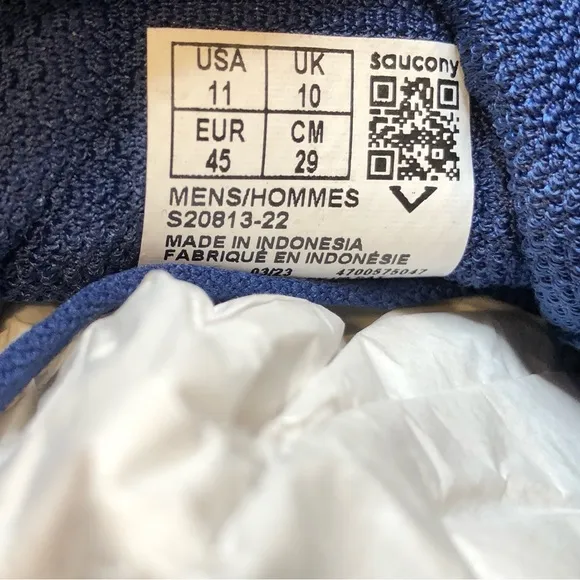 USA UK saucony
11 10
EUR CM
45 29
MENS/HOMMES
S20813-22
MADE IN INDONESIA
FABRIQUÉ EN INDONÉSIE
03/23 4700575047